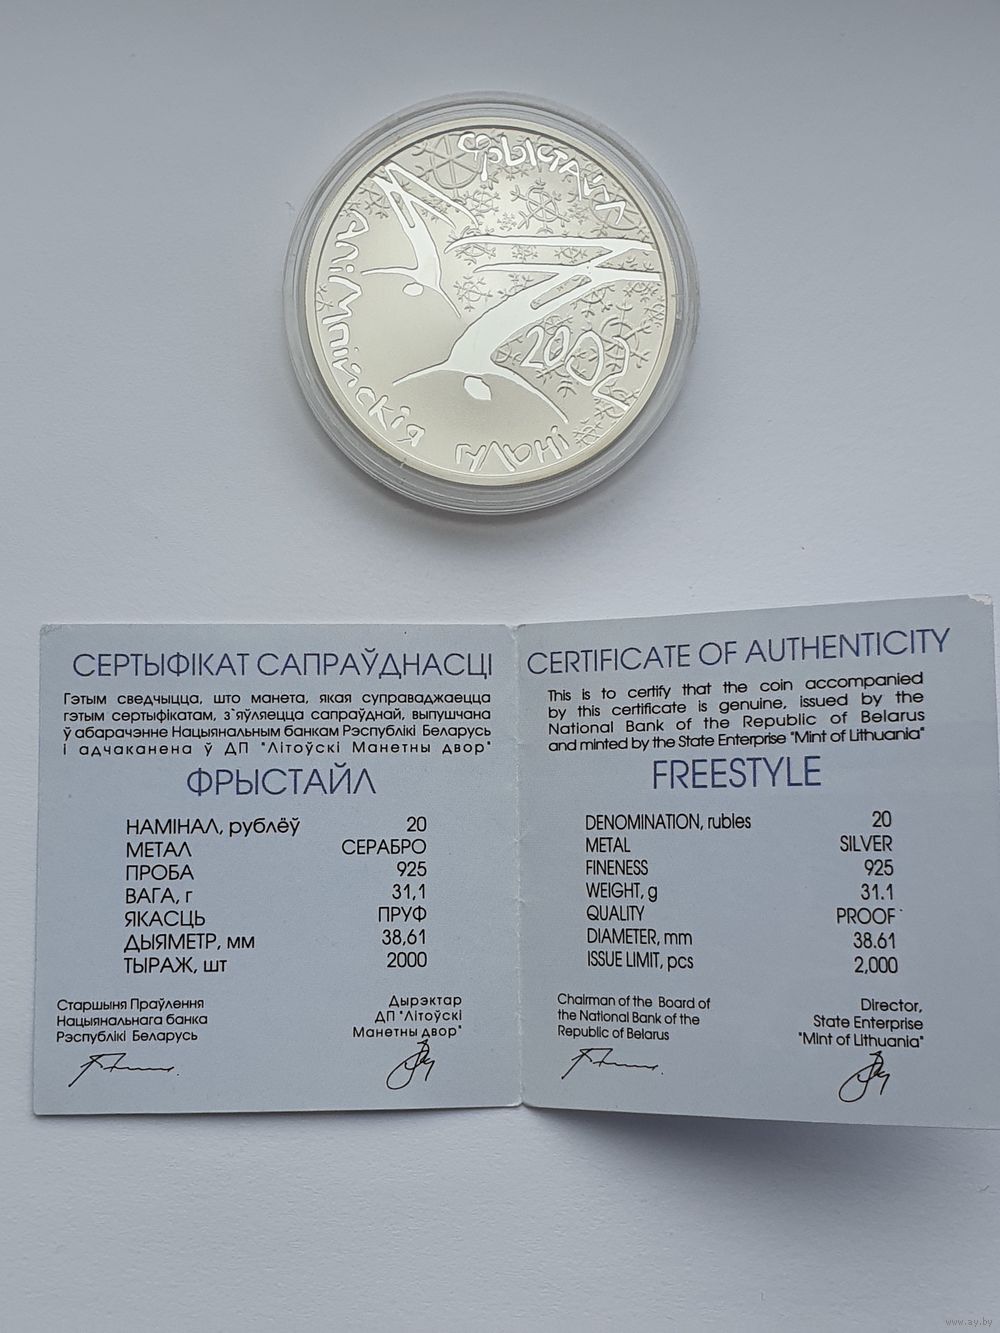 Фрыстайл
АЛІМПІЙСКІЯ ГУЛЬНІ
2002
СЕРТЫФІКАТ САПРАЎДНАСЦІ
Гэтым сведчыцца, што манета, якая суправаджаецца
гэтым сертыфікатам, з`яўляецца сапраўднай, выпушчана
ў абарачэнне Нацыянальным банкам Рэспублікі Беларусь
і адчаканена ў ДП "Літоўскі Манетны двор"
ФРЫСТАЙЛ
НАМІНАЛ, рублёў 20
МЕТАЛ СЕРАБРО
ПРОБА 925
ВАГА, г 31,1
ЯКАСЦЬ ПРУФ
ДЫЯМЕТР, мм 38,61
ТЫРАЖ, шт 2000
Старшыня Праўлення
Нацыянальнага банка
Рэспублікі Беларусь
Дырэктар
ДП "Літоўскі
Манетны двор"
CERTIFICATE OF AUTHENTICITY
This is to certify that the coin accompanied
by this certificate is genuine, issued by the
National Bank of the Republic of Belarus
and minted by the State Enterprise "Mint of Lithuania"
FREESTYLE
DENOMINATION, rubles 20
METAL SILVER
FINENESS 925
WEIGHT, g 31.1
QUALITY PROOF
DIAMETER, mm 38.61
ISSUE LIMIT, pcs 2,000
Chairman of the Board of
the National Bank of the
Republic of Belarus
Director,
State Enterprise
"Mint of Lithuania"
www.ay.by